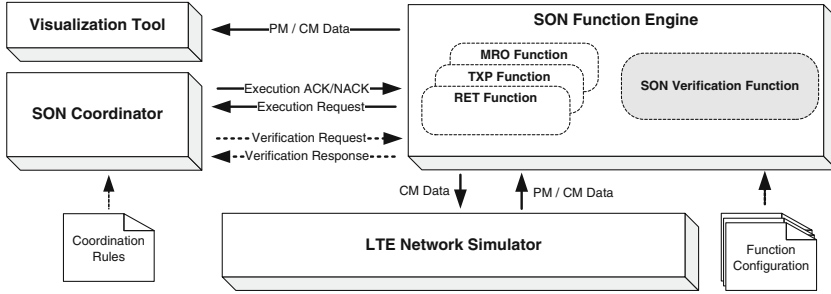 Visualization Tool
PM / CM Data
SON Function Engine
MRO Function
TXP Function
RET Function
SON Verification Function
SON Coordinator
Execution ACK/NACK
Execution Request
Verification Request
Verification Response
CM Data
PM / CM Data
Coordination
Rules
LTE Network Simulator
Function
Configuration